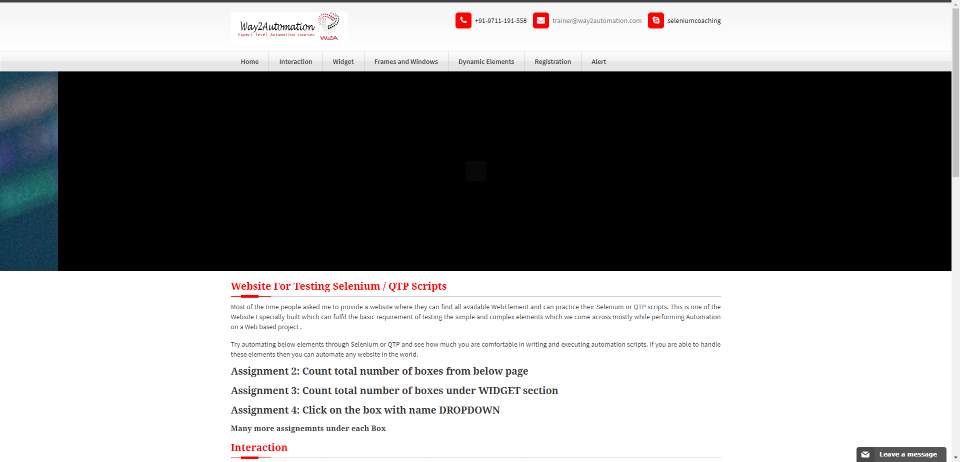 Way2Automation
Expert level Automation courses
W2A
+91-9711-191-558
trainer@way2automation.com
seleniumcoaching
Home
Interaction
Widget
Frames and Windows
Dynamic Elements
Registration
Alert
Website For Testing Selenium / QTP Scripts
Most of the time people asked me to provide a website where they can find all available WebElement and can practice their Selenium or QTP scripts. This is one of the
Website I specially built which can fulfil the basic requirement of testing the simple and complex elements which we come across mostly while performing Automation
on a Web based project .
Try automating below elements through Selenium or QTP and see how much you are comfortable in writing and executing automation scripts. If you are able to handle
these elements then you can automate any website in the world.
Assignment 2: Count total number of boxes from below page
Assignment 3: Count total number of boxes under WIDGET section
Assignment 4: Click on the box with name DROPDOWN
Many more assignemnts under each Box
Interaction
Leave a message